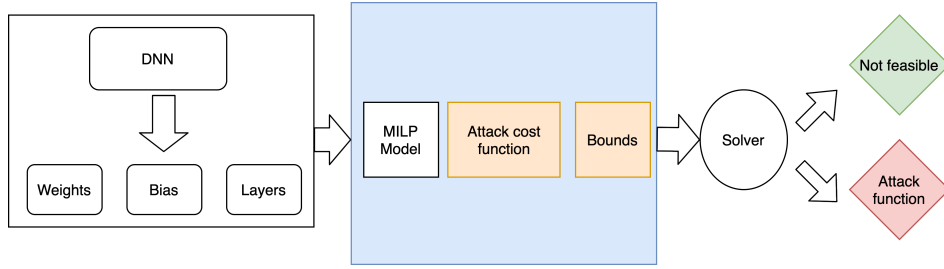 DNN
Weights
Bias
Layers
MILP
Model
Attack cost
function
Bounds
Solver
Not feasible
Attack
function